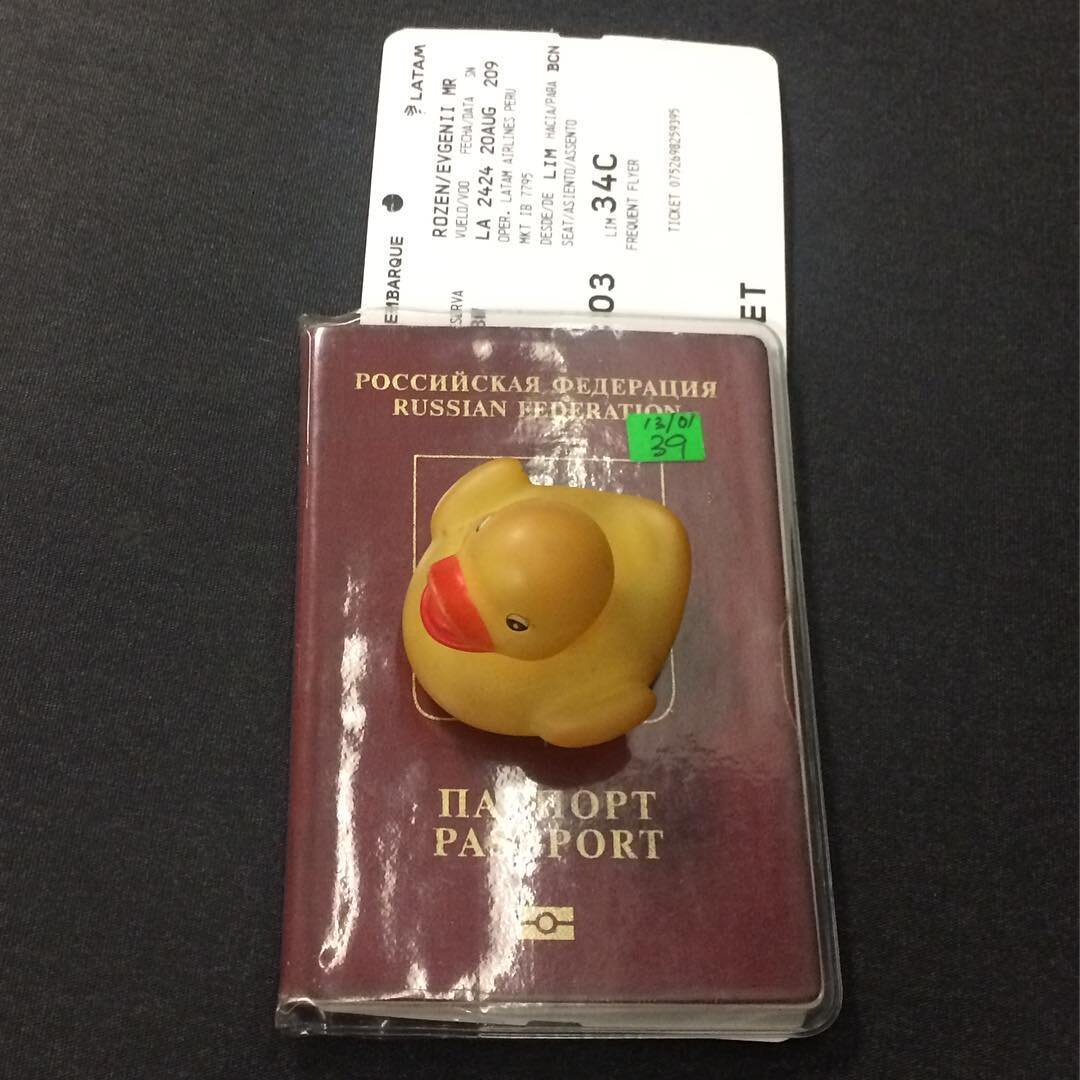 LATAM
EMBARQUE
ROZEN/EVGENII MR
VUELO/VOO FECHA/DATA SN
LA 2424 20AUG 209
OPER. LATAM AIRLINES PERU
MKT IB 7795
DESDE/DE LIM HACIA/PARA BCN
SEAT/ASIENTO/ASSENTO
LIM 34C
FREQUENT FLYER
TICKET 0752698259395
03
ET
РОССИЙСКАЯ ФЕДЕРАЦИЯ
RUSSIAN FEDERATION
13/01
39
ПАСПОРТ
PASSPORT